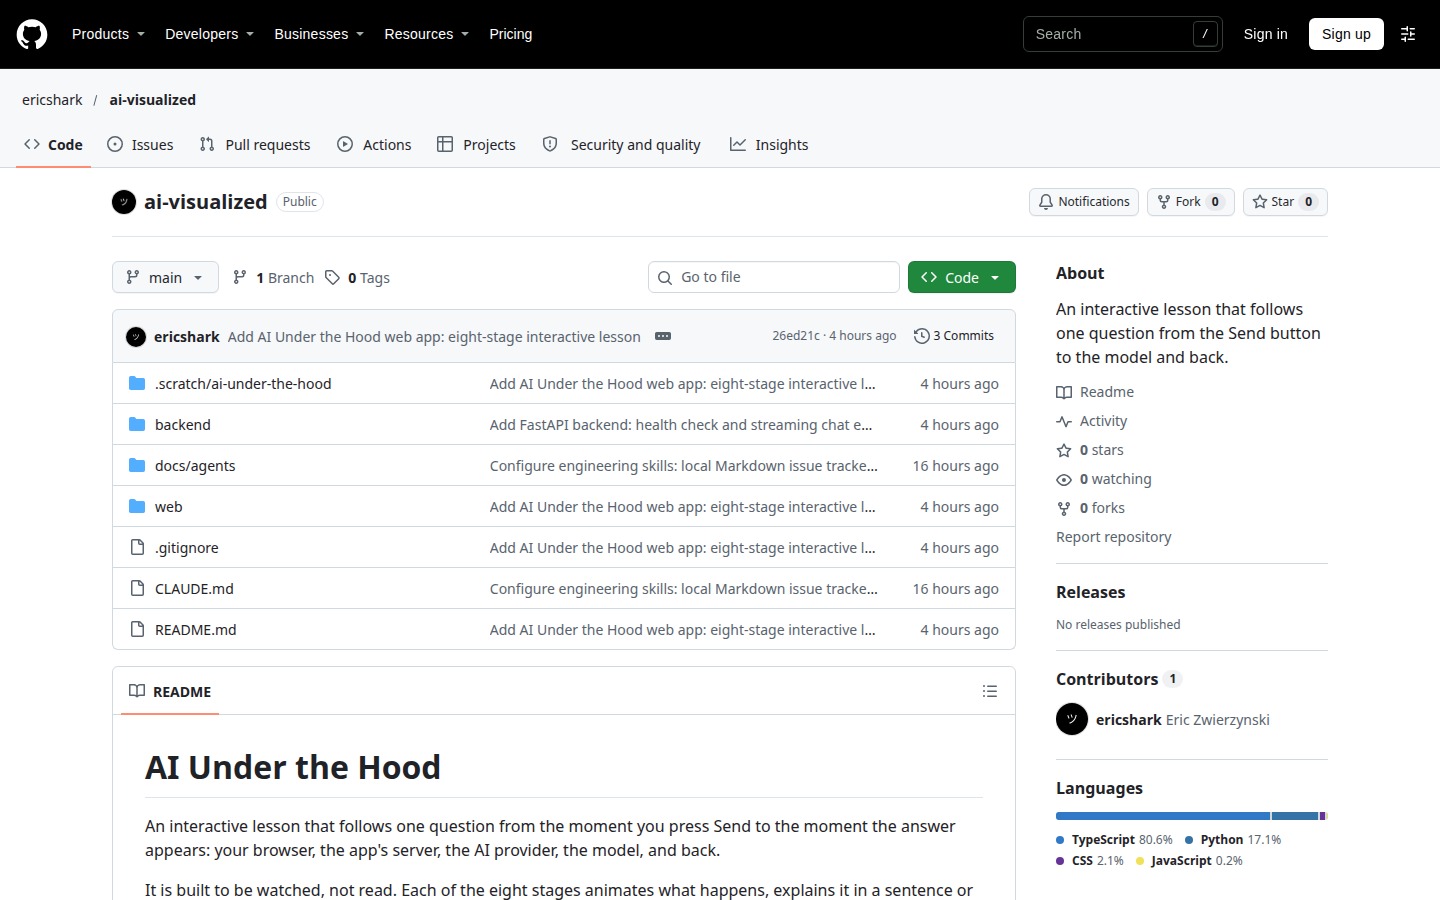 Products
Developers
Businesses
Resources
Pricing
Search
/
Sign in
Sign up
ericshark / ai-visualized
Code
Issues
Pull requests
Actions
Projects
Security and quality
Insights
ツ
ai-visualized
Public
Notifications
Fork 0
Star 0
main
1 Branch
0 Tags
Go to file
Code
ツ
ericshark Add AI Under the Hood web app: eight-stage interactive lesson
26ed21c · 4 hours ago
3 Commits
.scratch/ai-under-the-hood Add AI Under the Hood web app: eight-stage interactive l... 4 hours ago
backend Add FastAPI backend: health check and streaming chat e... 4 hours ago
docs/agents Configure engineering skills: local Markdown issue tracke... 16 hours ago
web Add AI Under the Hood web app: eight-stage interactive l... 4 hours ago
.gitignore Add AI Under the Hood web app: eight-stage interactive l... 4 hours ago
CLAUDE.md Configure engineering skills: local Markdown issue tracke... 16 hours ago
README.md Add AI Under the Hood web app: eight-stage interactive l... 4 hours ago
README
AI Under the Hood
An interactive lesson that follows one question from the moment you press Send to the moment the answer
appears: your browser, the app's server, the AI provider, the model, and back.
It is built to be watched, not read. Each of the eight stages animates what happens, explains it in a sentence or
About
An interactive lesson that follows
one question from the Send button
to the model and back.
Readme
Activity
0 stars
0 watching
0 forks
Report repository
Releases
No releases published
Contributors 1
ツ
ericshark Eric Zwierzynski
Languages
TypeScript 80.6%
Python 17.1%
CSS 2.1%
JavaScript 0.2%